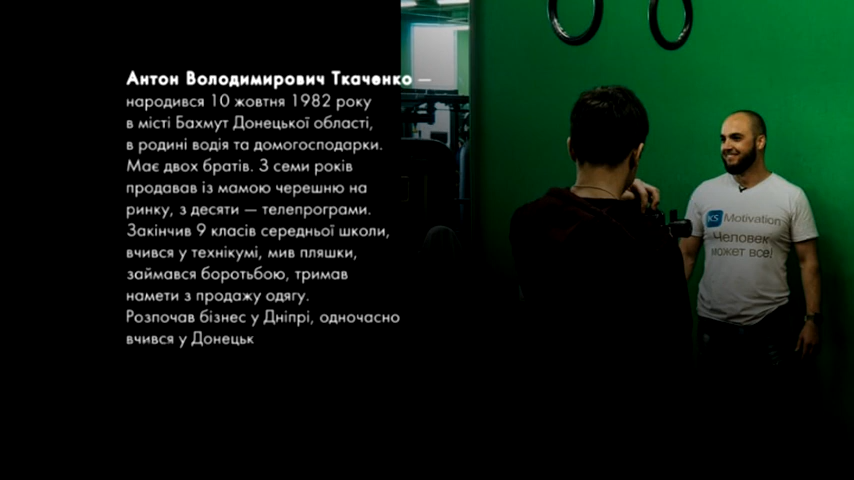 Антон Володимирович Ткаченко —
народився 10 жовтня 1982 року
в місті Бахмут Донецької області,
в родині водія та домогосподарки.
Має двох братів. З семи років
продавав із мамою черешню на
ринку, з десяти — телепрограми.
Закінчив 9 класів середньої школи,
вчився у технікумі, мив пляшки,
займався боротьбою, тримав
намети з продажу одягу.
Розпочав бізнес у Дніпрі, одночасно
вчився у Донецьк
KS Motivation
Человек
может все!